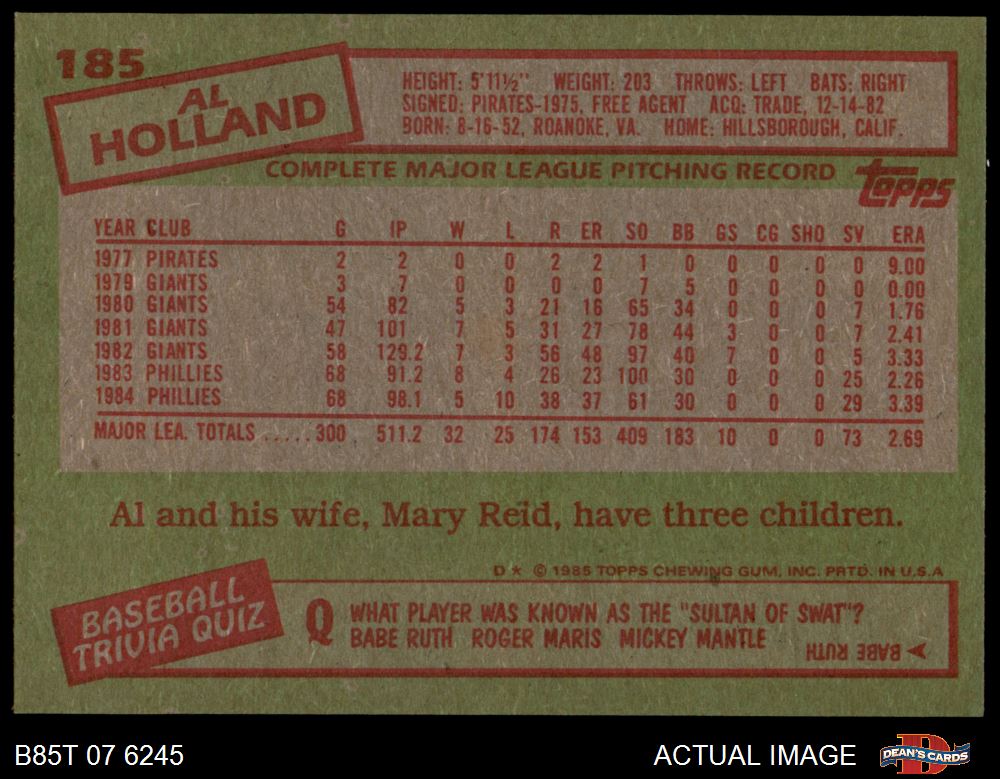 185
AL
HOLLAND
HEIGHT: 5'11½" WEIGHT: 203 THROWS: LEFT BATS: RIGHT
SIGNED: PIRATES-1975, FREE AGENT ACQ: TRADE, 12-14-82
BORN: 8-16-52, ROANOKE, VA. HOME: HILLSBOROUGH, CALIF.
COMPLETE MAJOR LEAGUE PITCHING RECORD
TOPPS
YEAR CLUB G IP W L R ER SO BB GS CG SHO SV ERA
1977 PIRATES 2 2 0 0 2 2 1 0 0 0 0 0 9.00
1979 GIANTS 3 7 0 0 0 0 7 5 0 0 0 0 0.00
1980 GIANTS 54 82 5 3 21 16 65 34 0 0 0 7 1.76
1981 GIANTS 47 101 7 5 31 27 78 44 3 0 0 7 2.41
1982 GIANTS 58 129.2 7 3 56 48 97 40 7 0 0 5 3.33
1983 PHILLIES 68 91.2 8 4 26 23 100 30 0 0 0 25 2.26
1984 PHILLIES 68 98.1 5 10 38 37 61 30 0 0 0 29 3.39
MAJOR LEA. TOTALS ..... 300 511.2 32 25 174 153 409 183 10 0 0 73 2.69
Al and his wife, Mary Reid, have three children.
D * © 1985 TOPPS CHEWING GUM, INC. PRTD. IN U.S.A
BASEBALL
TRIVIA QUIZ
Q WHAT PLAYER WAS KNOWN AS THE "SULTAN OF SWAT"?
BABE RUTH ROGER MARIS MICKEY MANTLE
BABE RUTH
B85T 07 6245
ACTUAL IMAGE
D
DEAN'S CARDS